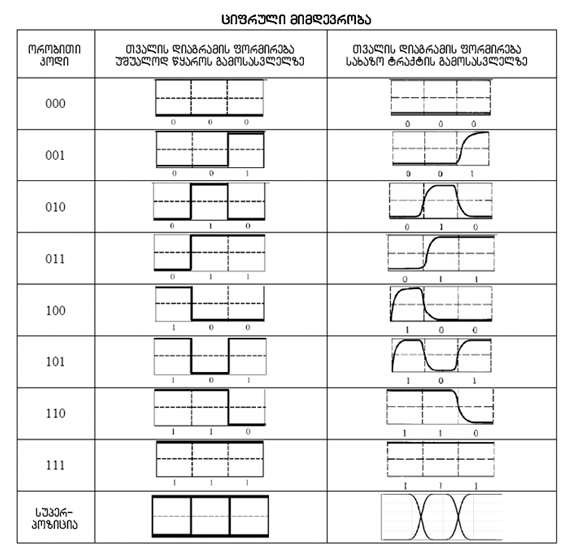 ციფრული მიმდევრობა
ორობითი კოდი
თვალის დიაგრამის ფორმირება უშუალოდ წყაროს გამოსასვლელზე
თვალის დიაგრამის ფორმირება სახაზო ტრაქტის გამოსასვლელზე
000
0 0 0
0 0 0
001
0 0 1
0 0 1
010
0 1 0
0 1 0
011
0 1 1
0 1 1
100
1 0 0
1 0 0
101
1 0 1
1 0 1
110
1 1 0
1 1 0
111
1 1 1
1 1 1
სუპერ-
პოზიცია